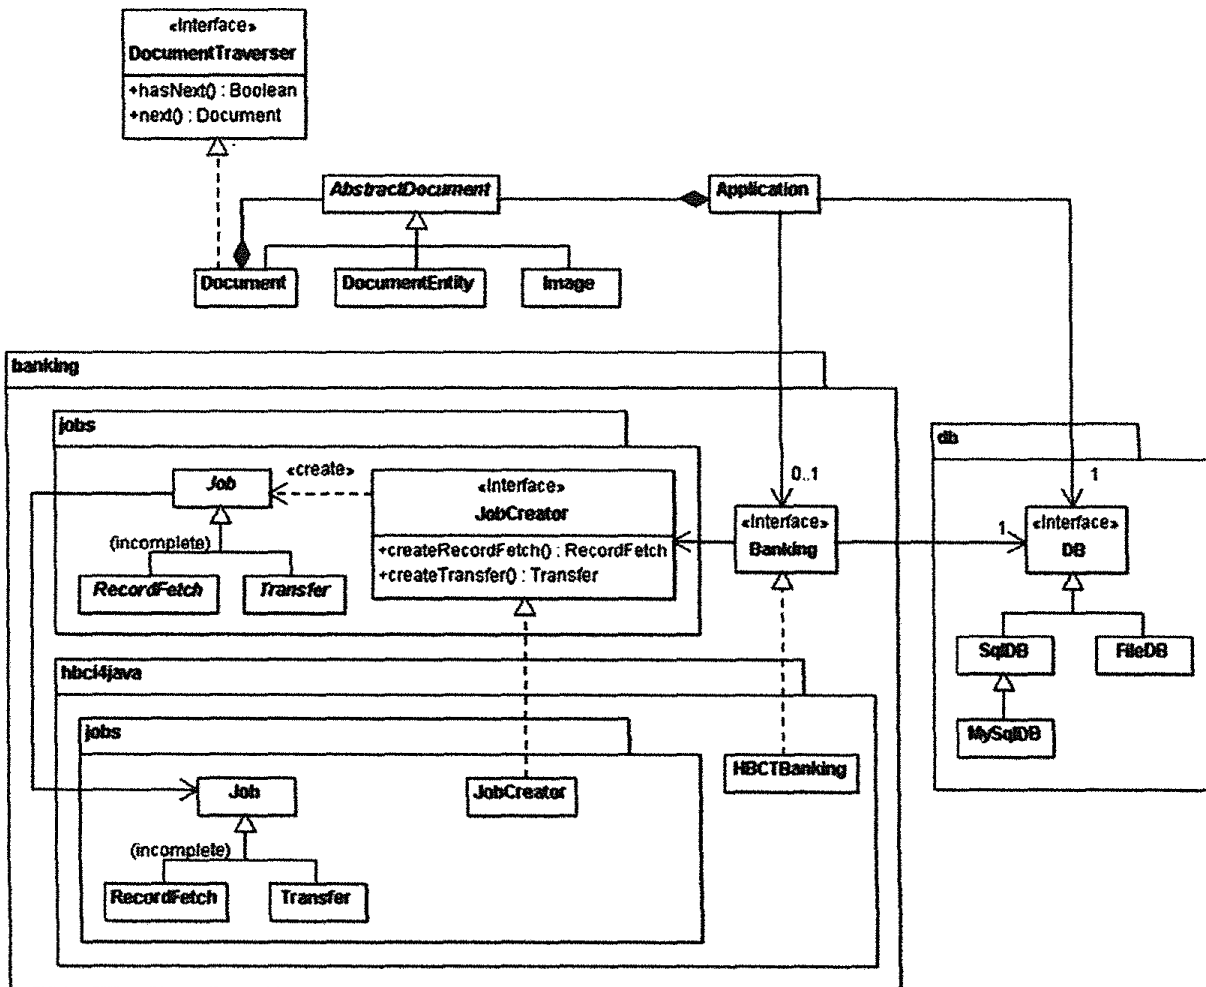 «Interface»
DocumentTraverser
+hasNext() : Boolean
+next() : Document
AbstractDocument
Application
Document
DocumentEntity
Image
banking
jobs
Job
«create»
«Interface»
JobCreator
+createRecordFetch() : RecordFetch
+createTransfer() : Transfer
(incomplete)
RecordFetch
Transfer
0..1
«Interface»
Banking
db
1
1
«Interface»
DB
SqlDB
FileDB
MySqlDB
hbci4java
jobs
Job
JobCreator
HBCTBanking
(incomplete)
RecordFetch
Transfer